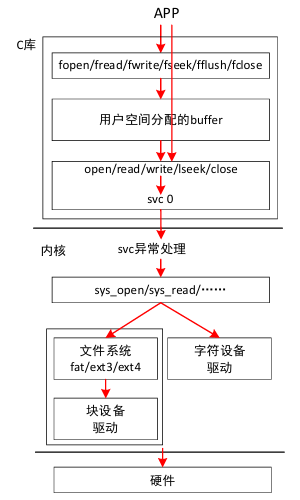 APP
C库
fopen/fread/fwrite/fseek/fflush/fclose
用户空间分配的buffer
open/read/write/lseek/close
svc 0
内核
svc异常处理
sys_open/sys_read/……
文件系统
fat/ext3/ext4
字符设备
驱动
块设备
驱动
硬件